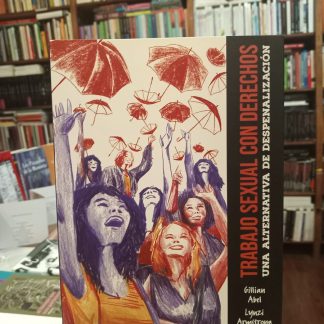 TRABAJO SEXUAL CON DERECHOS
UNA ALTERNATIVA DE DESPENALIZACIÓN
Gillian
Abel
Lynzi
Armstrong